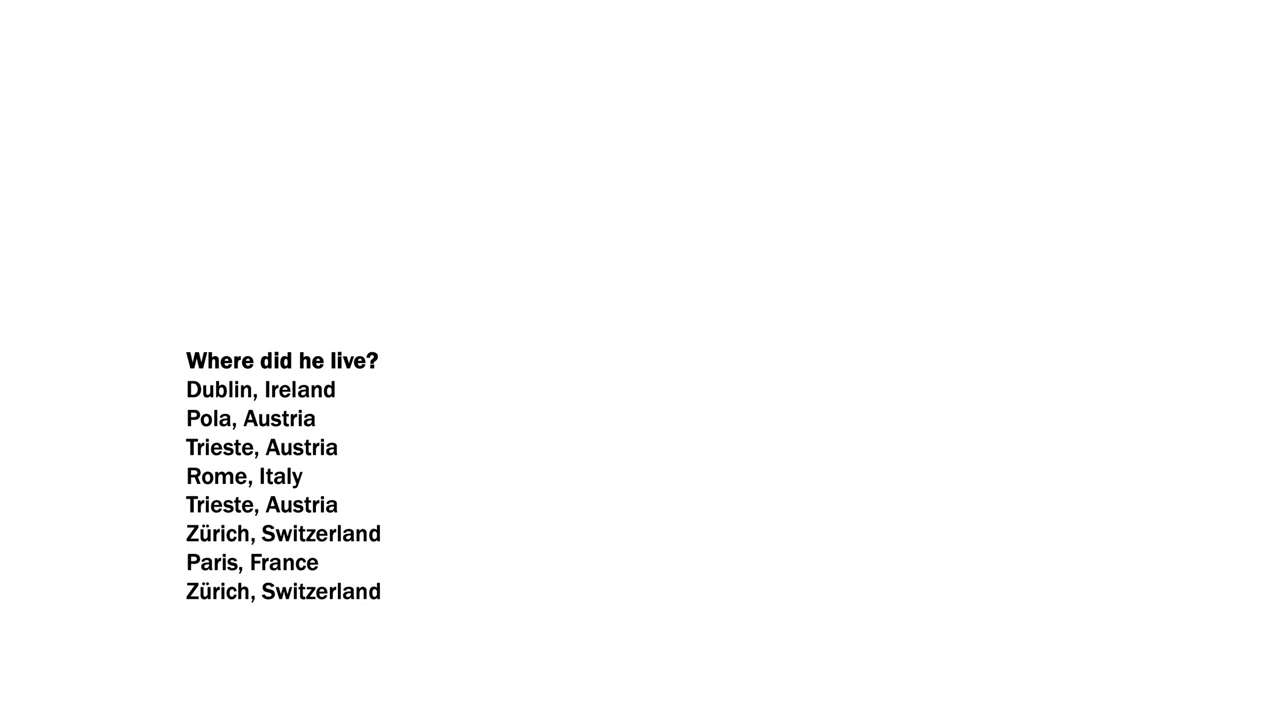 Where did he live?
Dublin, Ireland
Pola, Austria
Trieste, Austria
Rome, Italy
Trieste, Austria
Zürich, Switzerland
Paris, France
Zürich, Switzerland